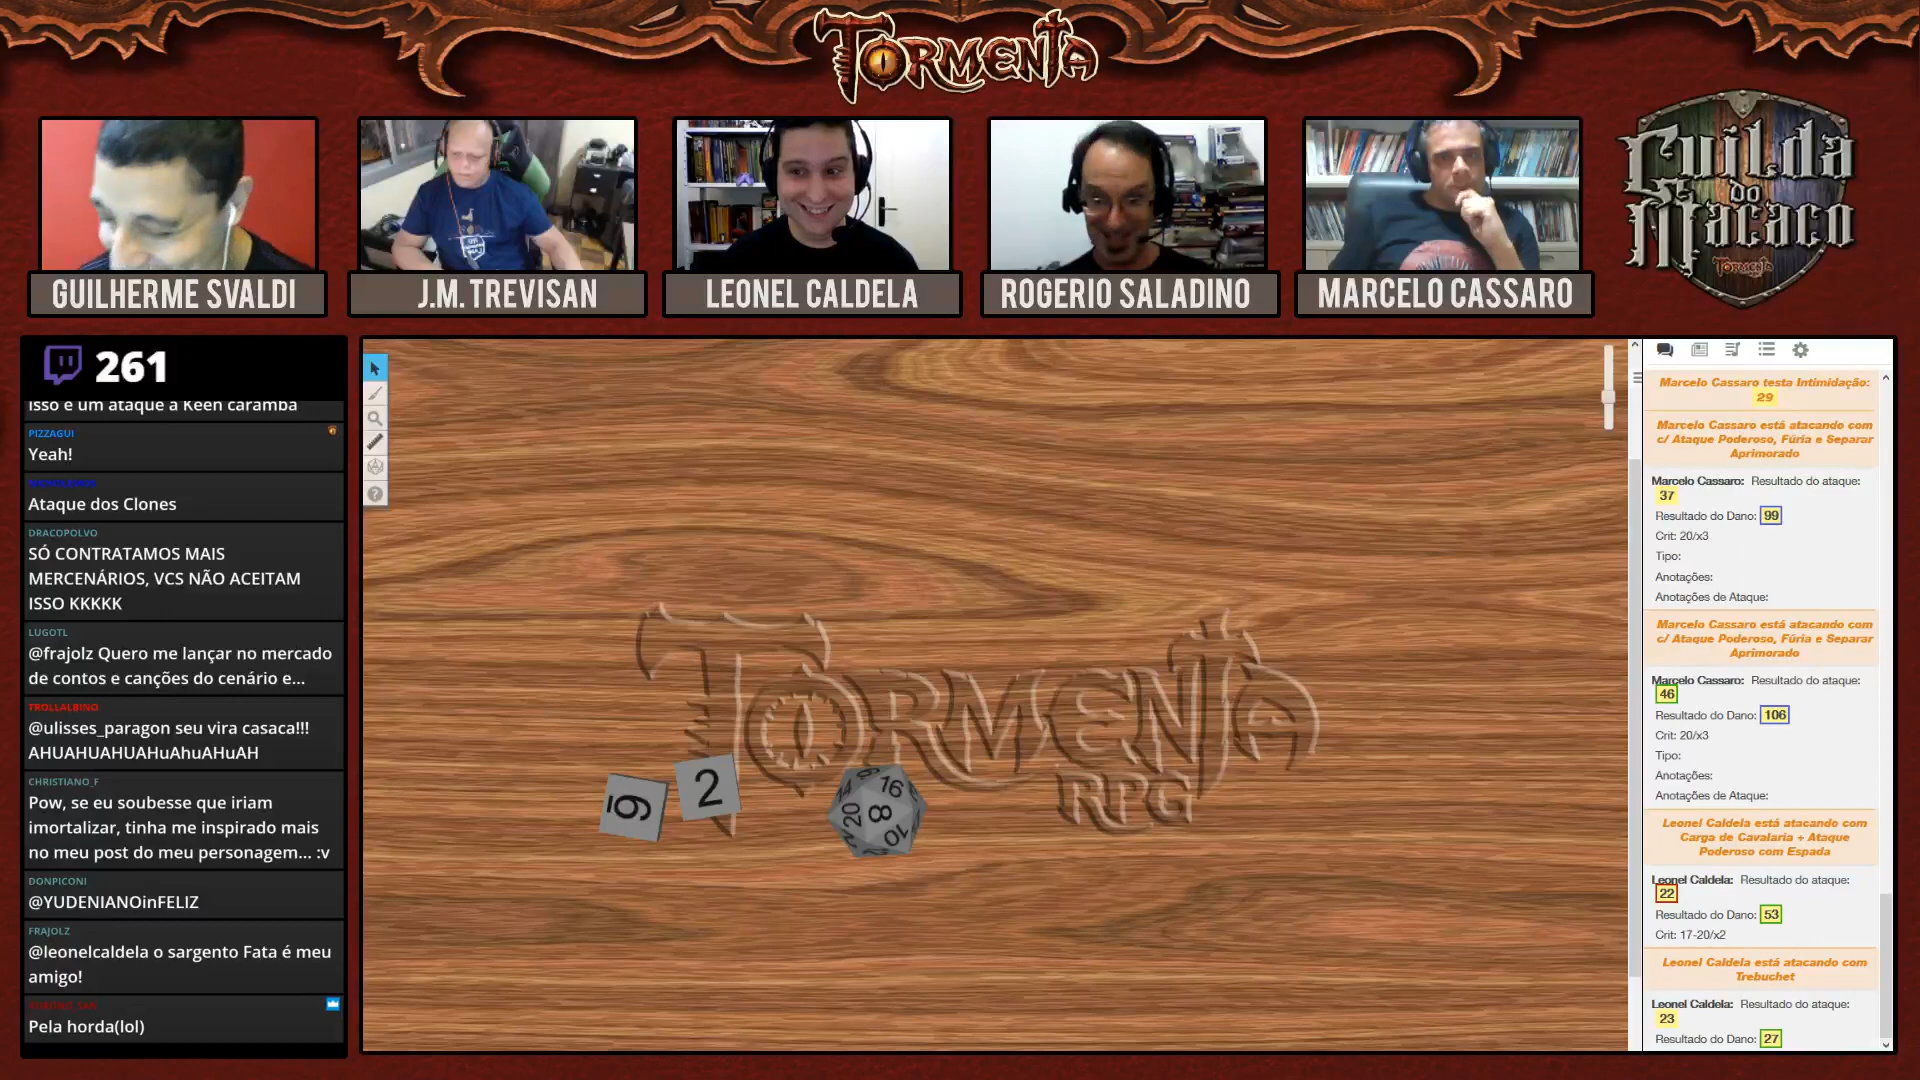 TORMENTA
GUILHERME SVALDI
J.M. TREVISAN
LEONEL CALDELA
ROGERIO SALADINO
MARCELO CASSARO
Guilda
do
Macaco
TORMENTA
261
Isso é um ataque a Keen caramba
PIZZAGUI
Yeah!
Ataque dos Clones
DRACOPOLVO
SÓ CONTRATAMOS MAIS
MERCENÁRIOS, VCS NÃO ACEITAM
ISSO KKKKK
LUGOTL
@frajolz Quero me lançar no mercado
de contos e canções do cenário e...
TROLLALBINO
@ulisses_paragon seu vira casaca!!!
AHUAHUAHUAHuAhuAHuAH
CHRISTIANO_F
Pow, se eu soubesse que iriam
imortalizar, tinha me inspirado mais
no meu post do meu personagem... :v
DONPICONI
@YUDENIANOinFELIZ
FRAJOLZ
@leonelcaldela o sargento Fata é meu
amigo!
Pela horda(lol)
TORMENTA
RPG
6
2
16
20
8
10
Marcelo Cassaro testa Intimidação:
29
Marcelo Cassaro está atacando com
c/ Ataque Poderoso, Fúria e Separar
Aprimorado
Marcelo Cassaro: Resultado do ataque:
37
Resultado do Dano: 99
Crit: 20/x3
Tipo:
Anotações:
Anotações de Ataque:
Marcelo Cassaro está atacando com
c/ Ataque Poderoso, Fúria e Separar
Aprimorado
Marcelo Cassaro: Resultado do ataque:
46
Resultado do Dano: 106
Crit: 20/x3
Tipo:
Anotações:
Anotações de Ataque:
Leonel Caldela está atacando com
Carga de Cavalaria + Ataque
Poderoso com Espada
Leonel Caldela: Resultado do ataque:
22
Resultado do Dano: 53
Crit: 17-20/x2
Leonel Caldela está atacando com
Trebuchet
Leonel Caldela: Resultado do ataque:
23
Resultado do Dano: 27